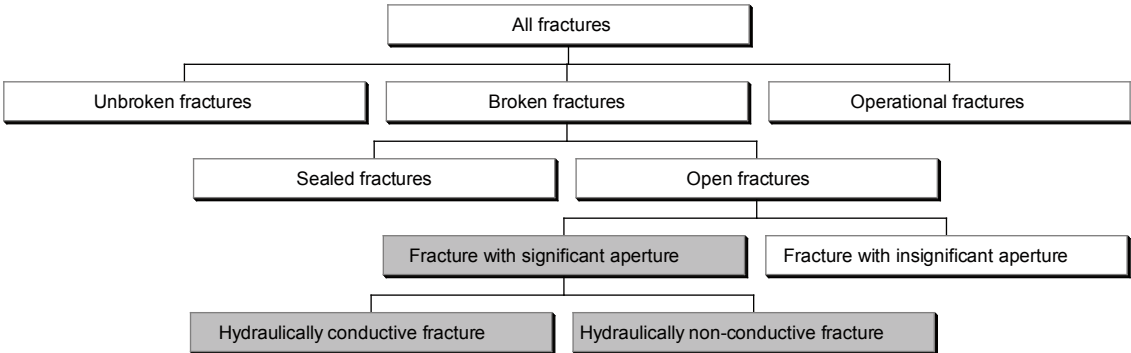 All fractures
Unbroken fractures
Broken fractures
Operational fractures
Sealed fractures
Open fractures
Fracture with significant aperture
Fracture with insignificant aperture
Hydraulically conductive fracture
Hydraulically non-conductive fracture